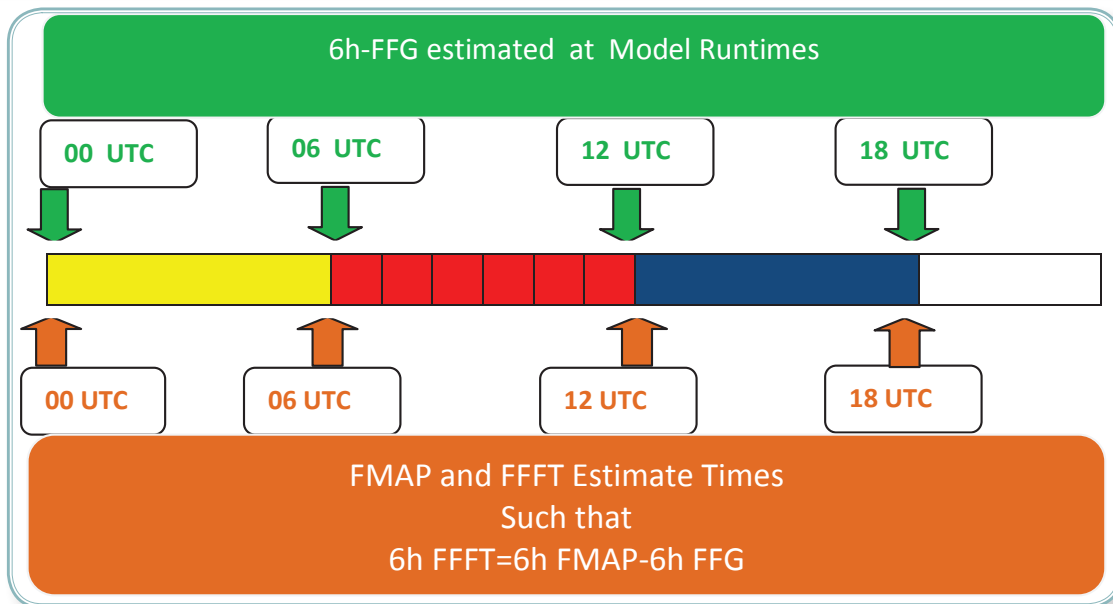 6h-FFG estimated at Model Runtimes
00 UTC
06 UTC
12 UTC
18 UTC
00 UTC
06 UTC
12 UTC
18 UTC
FMAP and FFFT Estimate Times
Such that
6h FFFT=6h FMAP-6h FFG